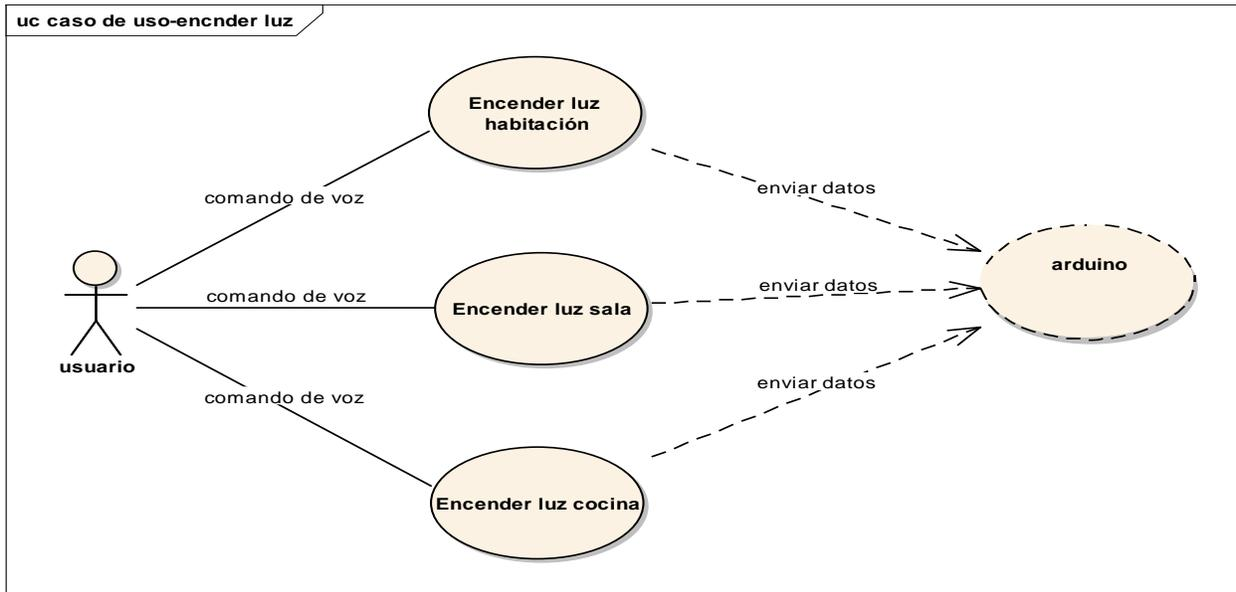 uc caso de uso-encnder luz
Encender luz
habitación
comando de voz
enviar datos
arduino
comando de voz
Encender luz sala
enviar datos
usuario
comando de voz
enviar datos
Encender luz cocina